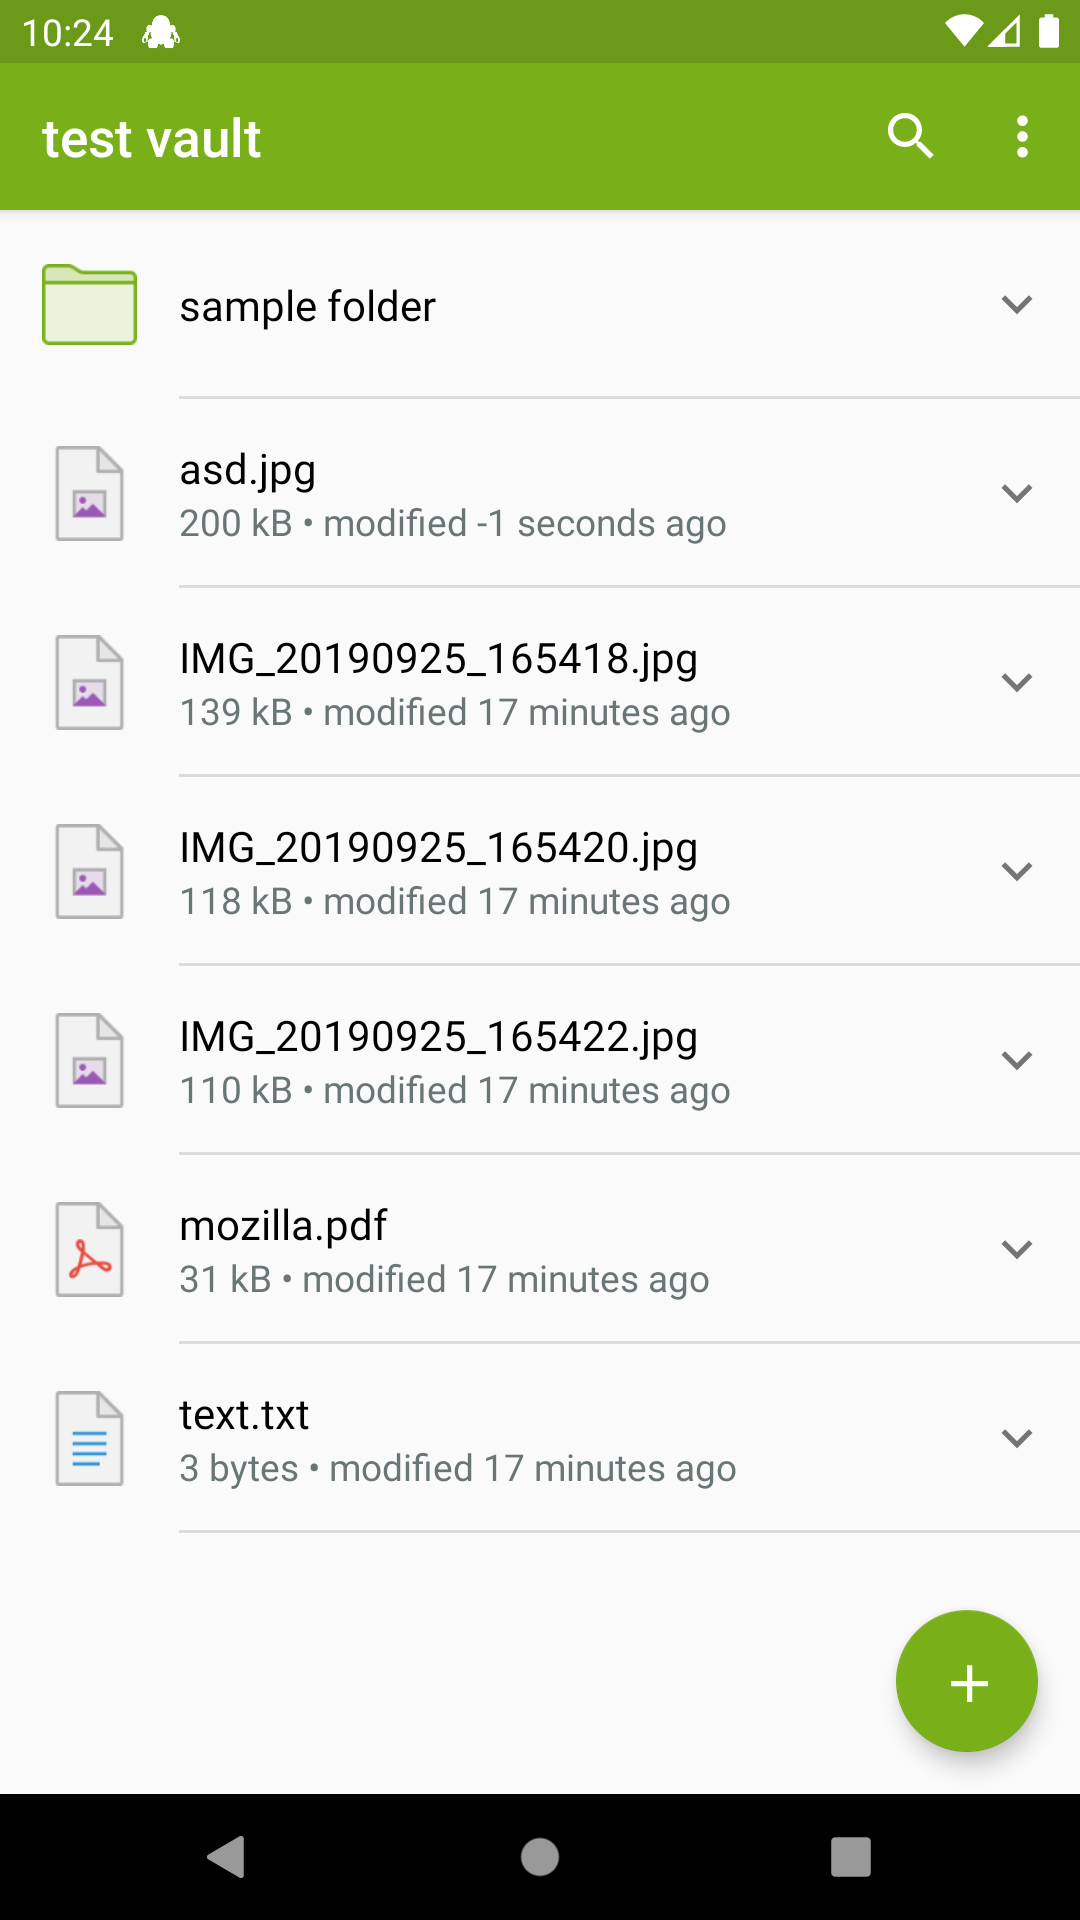 10:24
test vault
sample folder
asd.jpg
200 kB • modified -1 seconds ago
IMG_20190925_165418.jpg
139 kB • modified 17 minutes ago
IMG_20190925_165420.jpg
118 kB • modified 17 minutes ago
IMG_20190925_165422.jpg
110 kB • modified 17 minutes ago
mozilla.pdf
31 kB • modified 17 minutes ago
text.txt
3 bytes • modified 17 minutes ago